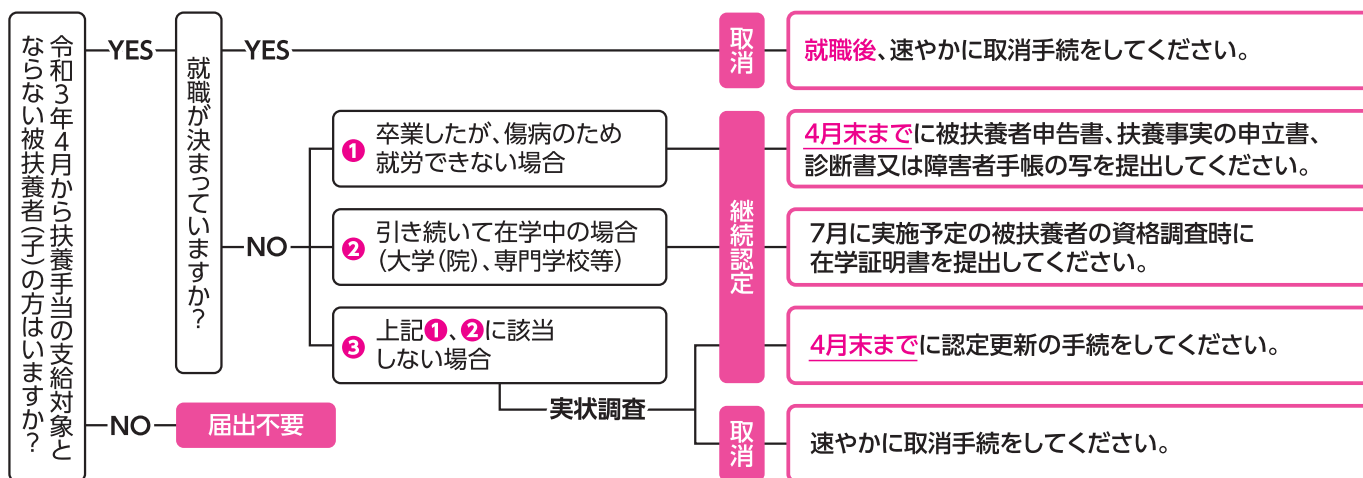 令和3年4月から扶養手当の支給対象と
ならない被扶養者(子)の方はいますか？
YES
就職が決まっていますか？
YES
取消
就職後、速やかに取消手続をしてください。
NO
❶ 卒業したが、傷病のため
就労できない場合
継続認定
4月末までに被扶養者申告書、扶養事実の申立書、
診断書又は障害者手帳の写を提出してください。
❷ 引き続いて在学中の場合
(大学(院)、専門学校等)
7月に実施予定の被扶養者の資格調査時に
在学証明書を提出してください。
❸ 上記❶、❷に該当
しない場合
実状調査
4月末までに認定更新の手続をしてください。
取消
速やかに取消手続をしてください。
NO
届出不要